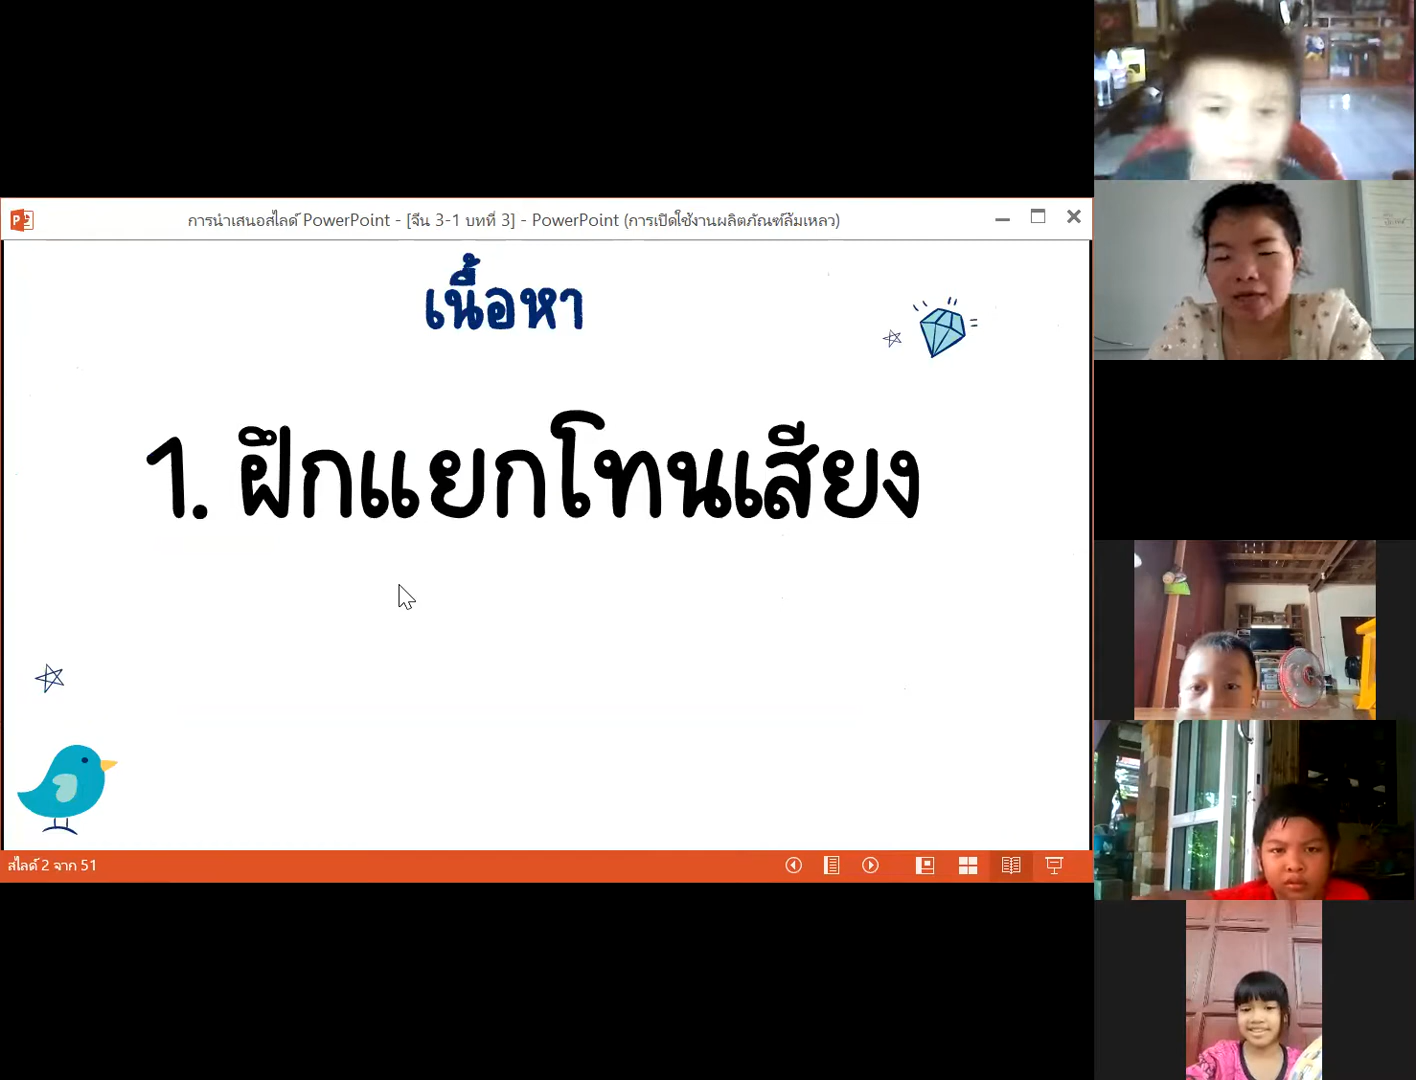 การนำเสนอสไลด์ PowerPoint - [จีน 3-1 บทที่ 3] - PowerPoint (การเปิดใช้งานผลิตภัณฑ์ล้มเหลว)
เนื้อหา
1. ฝึกแยกโทนเสียง
สไลด์ 2 จาก 51